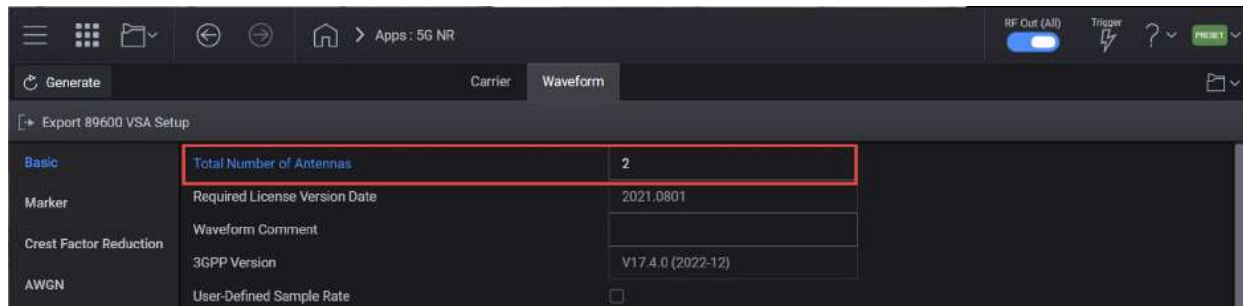 > Apps : 5G NR
RF Out (All)
Trigger
?
PRESET
Generate
Carrier
Waveform
Export 89600 VSA Setup
Basic
Total Number of Antennas
2
Marker
Required License Version Date
2021.0801
Waveform Comment
Crest Factor Reduction
3GPP Version
V17.4.0 (2022-12)
AWGN
User-Defined Sample Rate